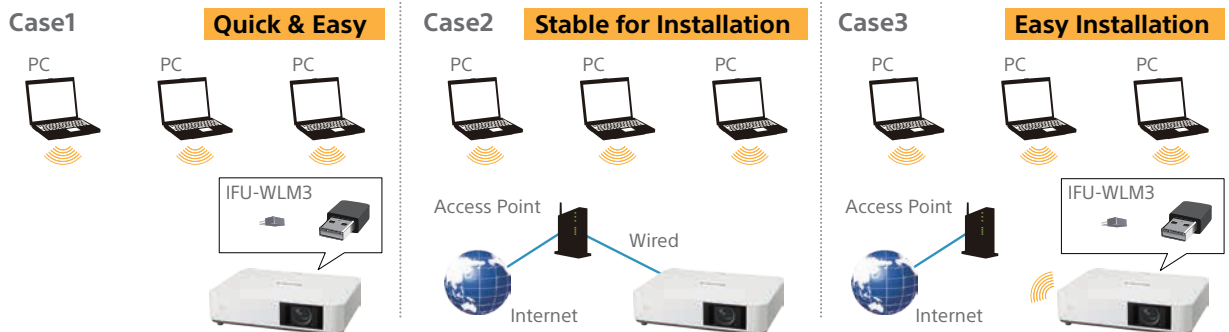 Case1
Quick & Easy
PC
PC
PC
IFU-WLM3
Case2
Stable for Installation
PC
PC
PC
Access Point
Wired
Internet
Case3
Easy Installation
PC
PC
PC
IFU-WLM3
Access Point
Internet